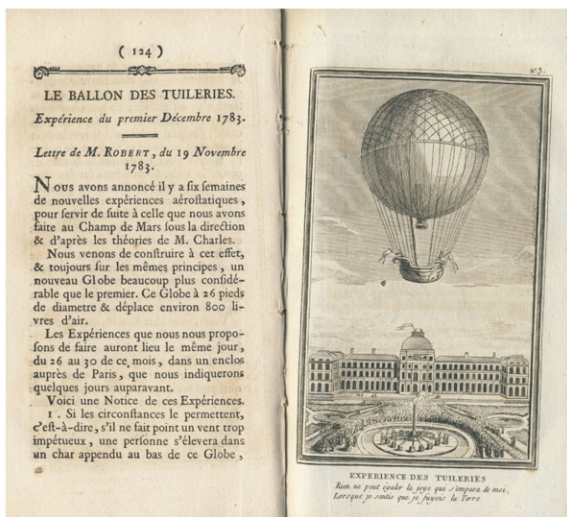 ( 124 )
LE BALLON DES TUILERIES.
Expérience du premier Décembre 1783.
Lettre de M. ROBERT, du 19 Novembre
1783.
Nous avons annoncé il y a ſix ſemaines
de nouvelles expériences aéroſtatiques,
pour ſervir de ſuite à celle que nous avons
faite au Champ de Mars ſous la direction
& d'après les théories de M. Charles.
Nous venons de conſtruire à cet effet,
& toujours ſur les mêmes principes, un
nouveau Globe beaucoup plus conſidé-
rable que le premier. Ce Globe à 26 pieds
de diametre & déplace environ 800 li-
vres d'air.
Les Expériences que nous nous propo-
ſons de faire auront lieu le même jour,
du 26 au 30 de ce mois, dans un enclos
auprès de Paris, que nous indiquerons
quelques jours auparavant.
Voici une Notice de ces Expériences.
1. Si les circonſtances le permettent,
c'eſt-à-dire, s'il ne fait point un vent trop
impétueux, une perſonne s'élevera dans
un char appendu au bas de ce Globe,
EXPERIENCE DES TUILERIES
Rien ne peut égaler la joye qui s'empara de moi,
Lorsque je sentis que je fuyois la Terre